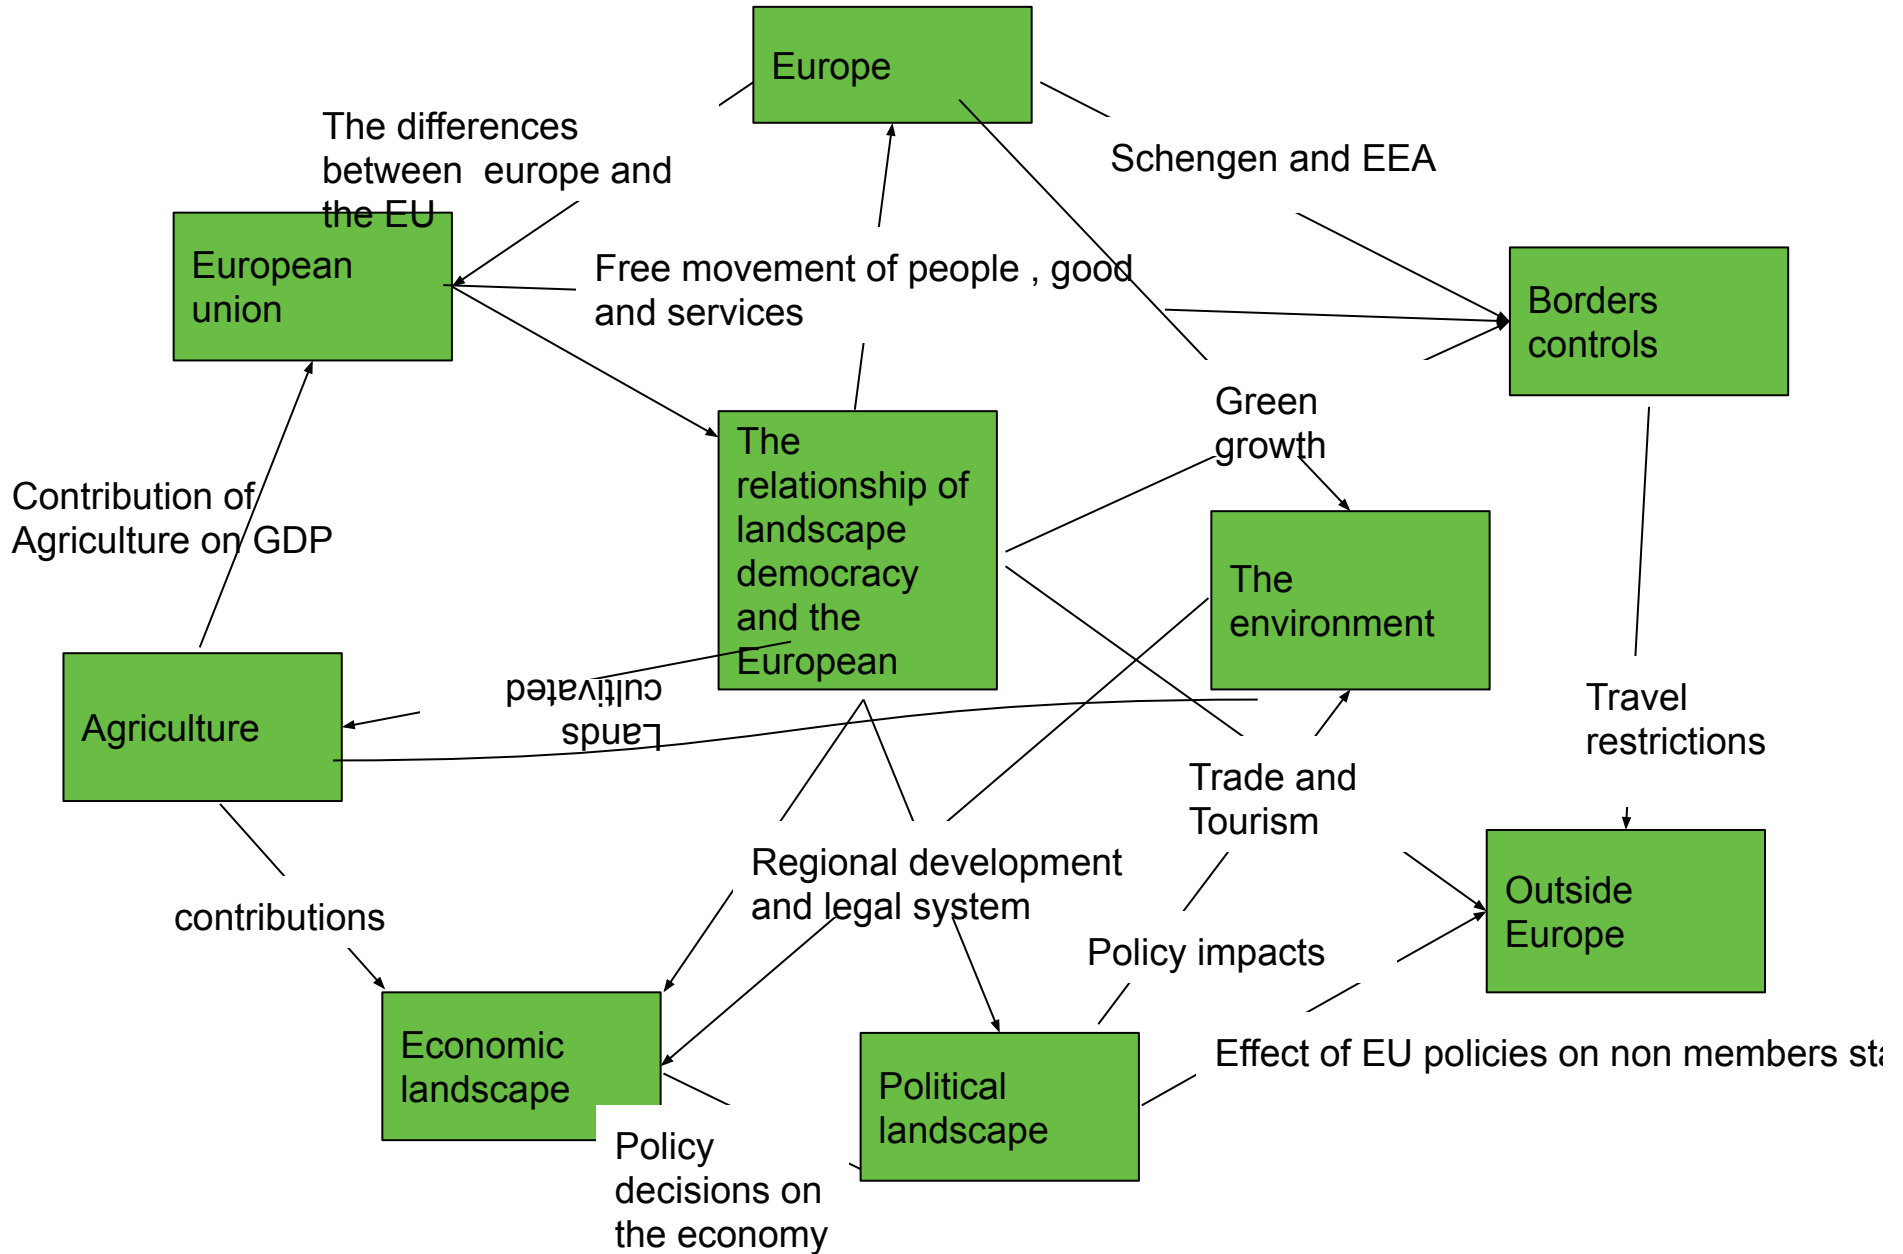 Europe
The differences
between  europe and
the EU
Schengen and EEA
European
union
Free movement of people , good
and services
Borders
controls
Green
growth
The
relationship of
landscape
democracy
and the
European
Contribution of
Agriculture on GDP
The
environment
Lands
cultivated
Agriculture
Travel
restrictions
Trade and
Tourism
Regional development
and legal system
Outside
Europe
contributions
Policy impacts
Economic
landscape
Political
landscape
Effect of EU policies on non members
Policy
decisions on
the economy